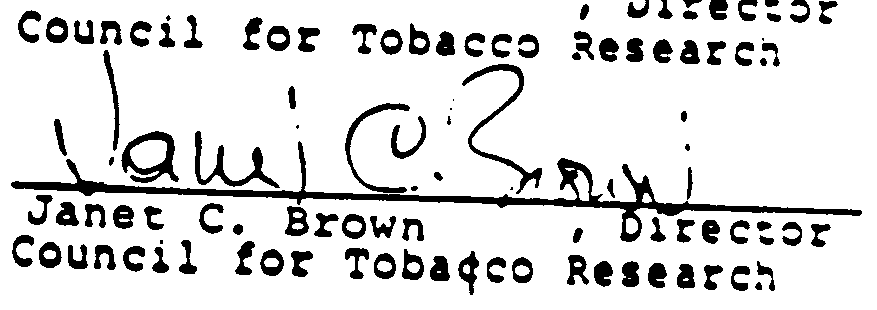 , Director
Council for Tobacco Research
Janet C. Brown
Janet C. Brown , Director
Council for Tobacco Research